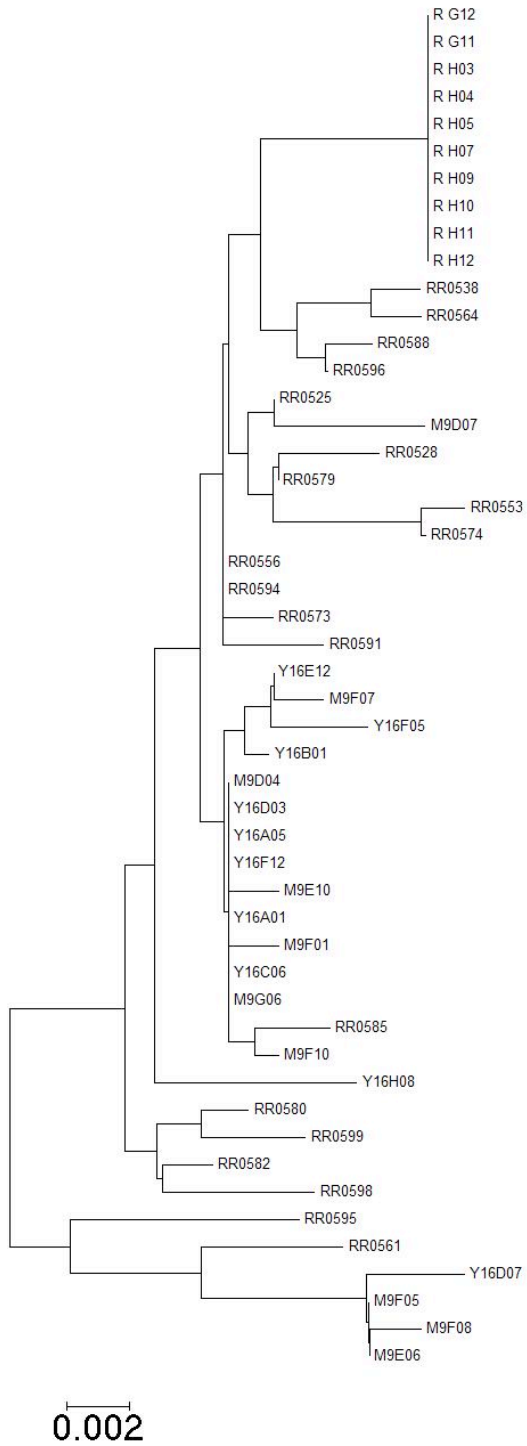 R G12
R G11
R H03
R H04
R H05
R H07
R H09
R H10
R H11
R H12
RR0538
RR0564
RR0588
RR0596
RR0525
M9D07
RR0528
RR0579
RR0553
RR0574
RR0556
RR0594
RR0573
RR0591
Y16E12
M9F07
Y16F05
Y16B01
M9D04
Y16D03
Y16A05
Y16F12
M9E10
Y16A01
M9F01
Y16C06
M9G06
RR0585
M9F10
Y16H08
RR0580
RR0599
RR0582
RR0598
RR0595
RR0561
Y16D07
M9F05
M9F08
M9E06
0.002